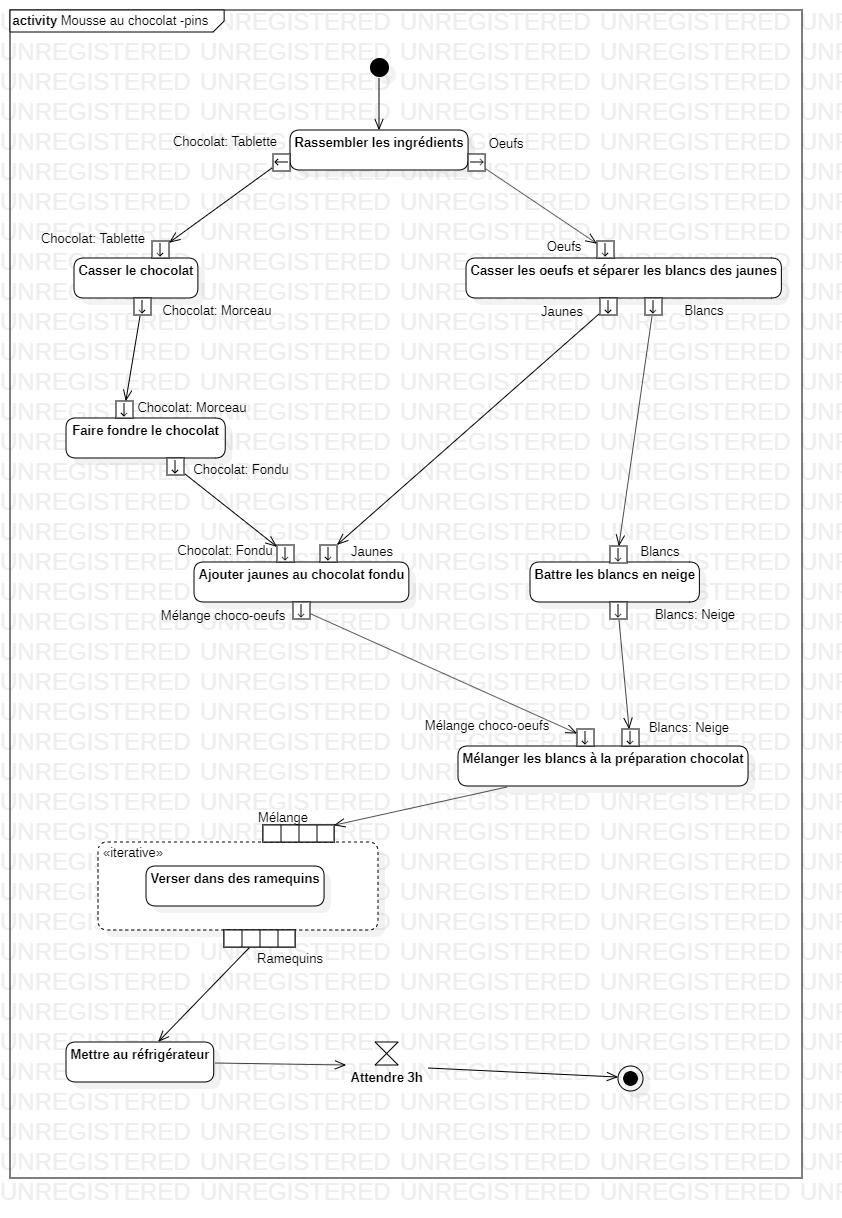 activity Mousse au chocolat -pins
Rassembler les ingrédients
Chocolat: Tablette
Oeufs
Chocolat: Tablette
Oeufs
Casser le chocolat
Casser les oeufs et séparer les blancs des jaunes
Chocolat: Morceau
Jaunes
Blancs
Chocolat: Morceau
Faire fondre le chocolat
Chocolat: Fondu
Chocolat: Fondu
Jaunes
Blancs
Ajouter jaunes au chocolat fondu
Battre les blancs en neige
Mélange choco-oeufs
Blancs: Neige
Mélange choco-oeufs
Blancs: Neige
Mélanger les blancs à la préparation chocolat
Mélange
«iterative»
Verser dans des ramequins
Ramequins
Mettre au réfrigérateur
Attendre 3h
UNREGISTERED